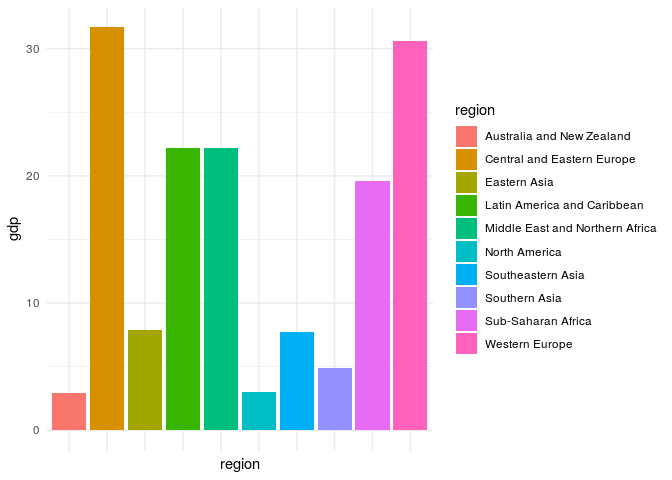 30
20
10
0
gdp
region
region
Australia and New Zealand
Central and Eastern Europe
Eastern Asia
Latin America and Caribbean
Middle East and Northern Africa
North America
Southeastern Asia
Southern Asia
Sub-Saharan Africa
Western Europe